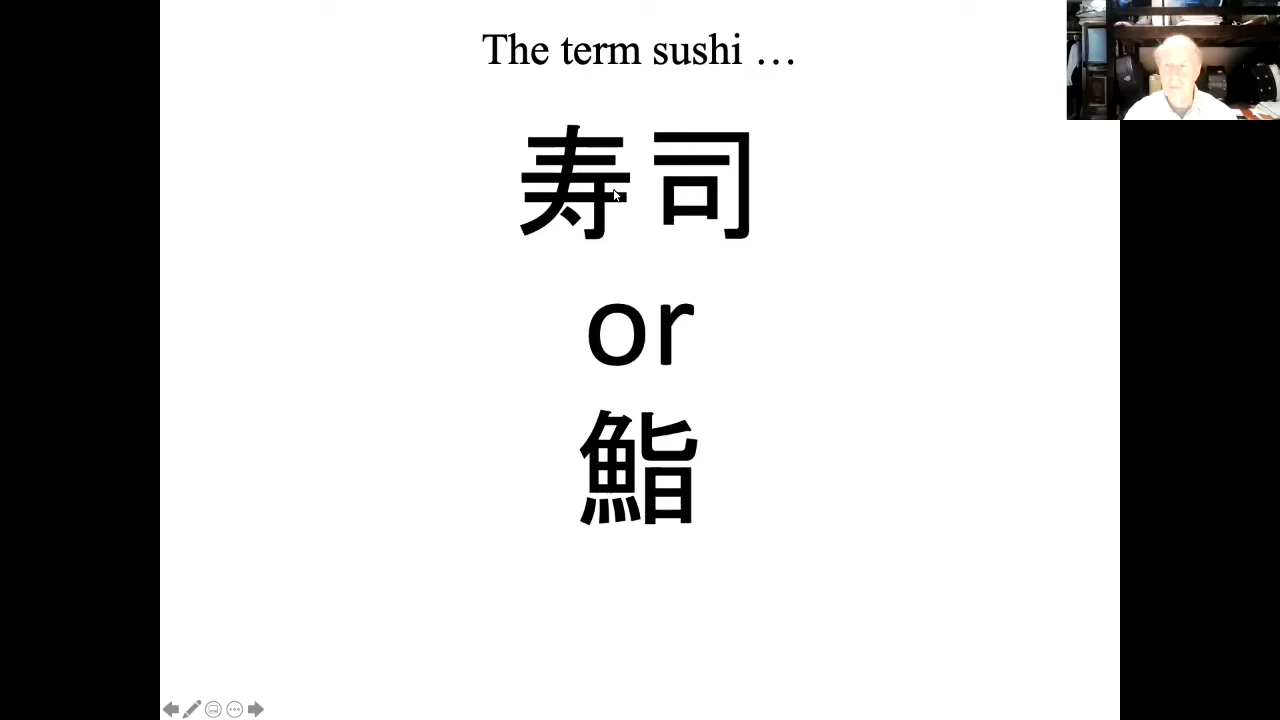 The term sushi …
寿司
or
鮨